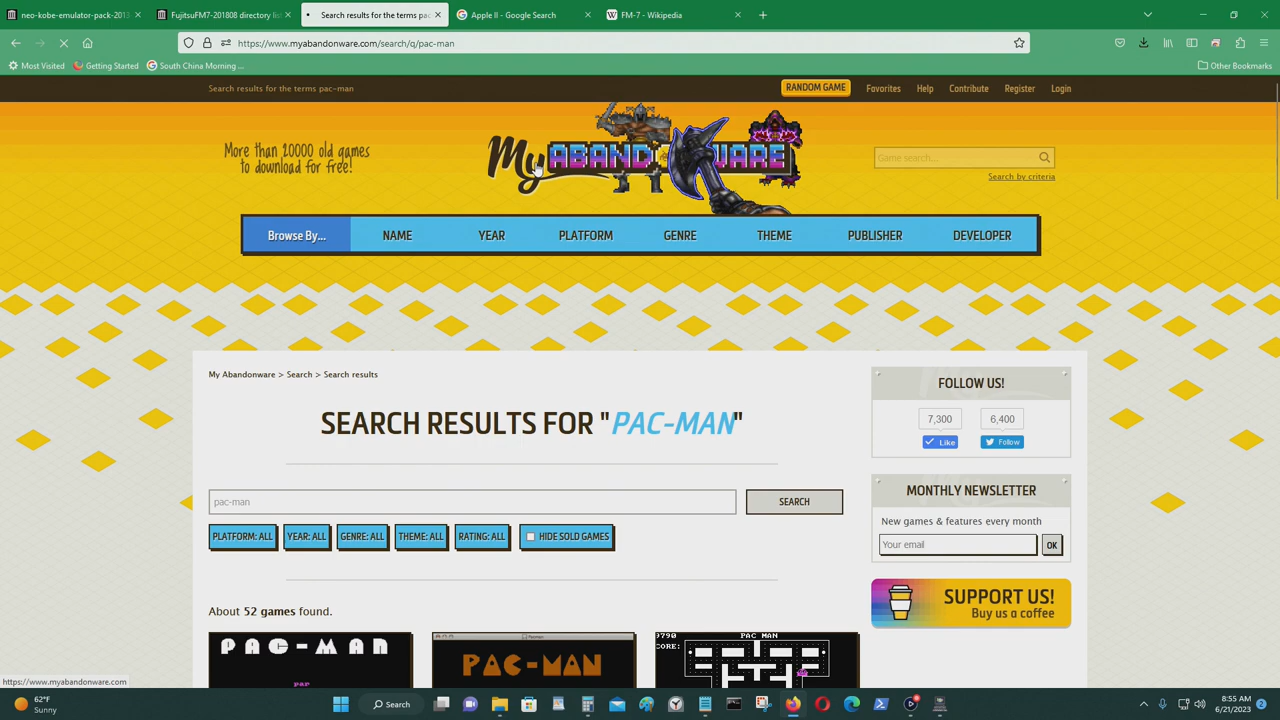 neo-kobe-emulator-pack-2013
FujitsuFM7-201808 directory list
Search results for the terms pac
Apple II - Google Search
FM-7 - Wikipedia
https://www.myabandonware.com/search/q/pac-man
Most Visited
Getting Started
South China Morning ...
Other Bookmarks
Search results for the terms pac-man
RANDOM GAME
Favorites
Help
Contribute
Register
Login
More than 20000 old games
to download for free!
My ABANDONWARE
Game search...
Search by criteria
Browse By...
NAME
YEAR
PLATFORM
GENRE
THEME
PUBLISHER
DEVELOPER
My Abandonware > Search > Search results
SEARCH RESULTS FOR "PAC-MAN"
pac-man
SEARCH
PLATFORM: ALL
YEAR: ALL
GENRE: ALL
THEME: ALL
RATING: ALL
HIDE SOLD GAMES
About 52 games found.
PAC-MAN
Pacman
PAC-MAN
9790
PAC MAN
CORE:
FOLLOW US!
7,300
6,400
Like
Follow
MONTHLY NEWSLETTER
New games & features every month
Your email
OK
SUPPORT US!
Buy us a coffee
https://www.myabandonware.com
62°F
Sunny
Search
8:55 AM
6/21/2023